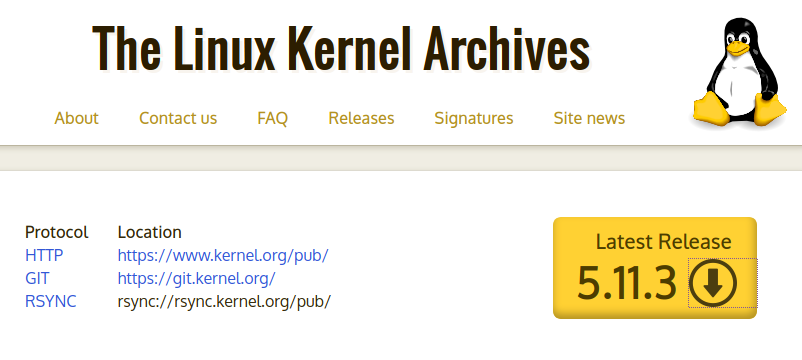 The Linux Kernel Archives
About Contact us FAQ Releases Signatures Site news
Protocol Location
HTTP https://www.kernel.org/pub/
GIT https://git.kernel.org/
RSYNC rsync://rsync.kernel.org/pub/
Latest Release
5.11.3